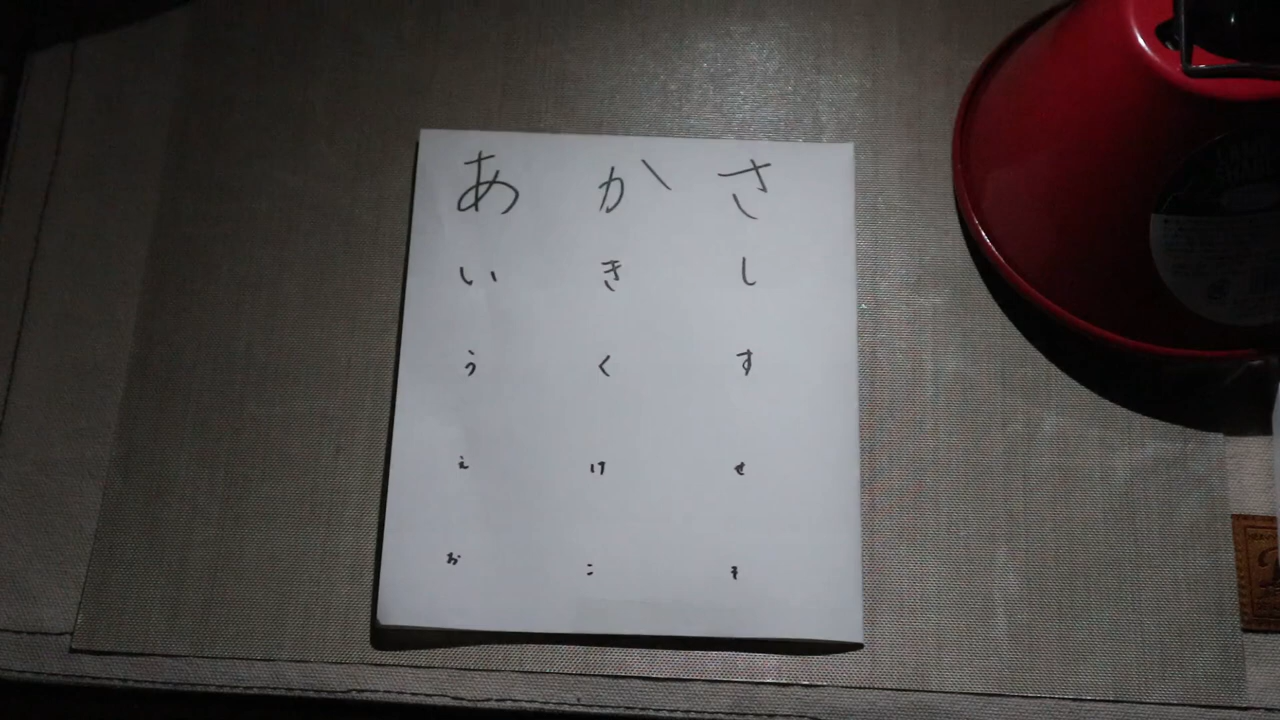 あ か さ
い き し
う く す
え け せ
お こ そ